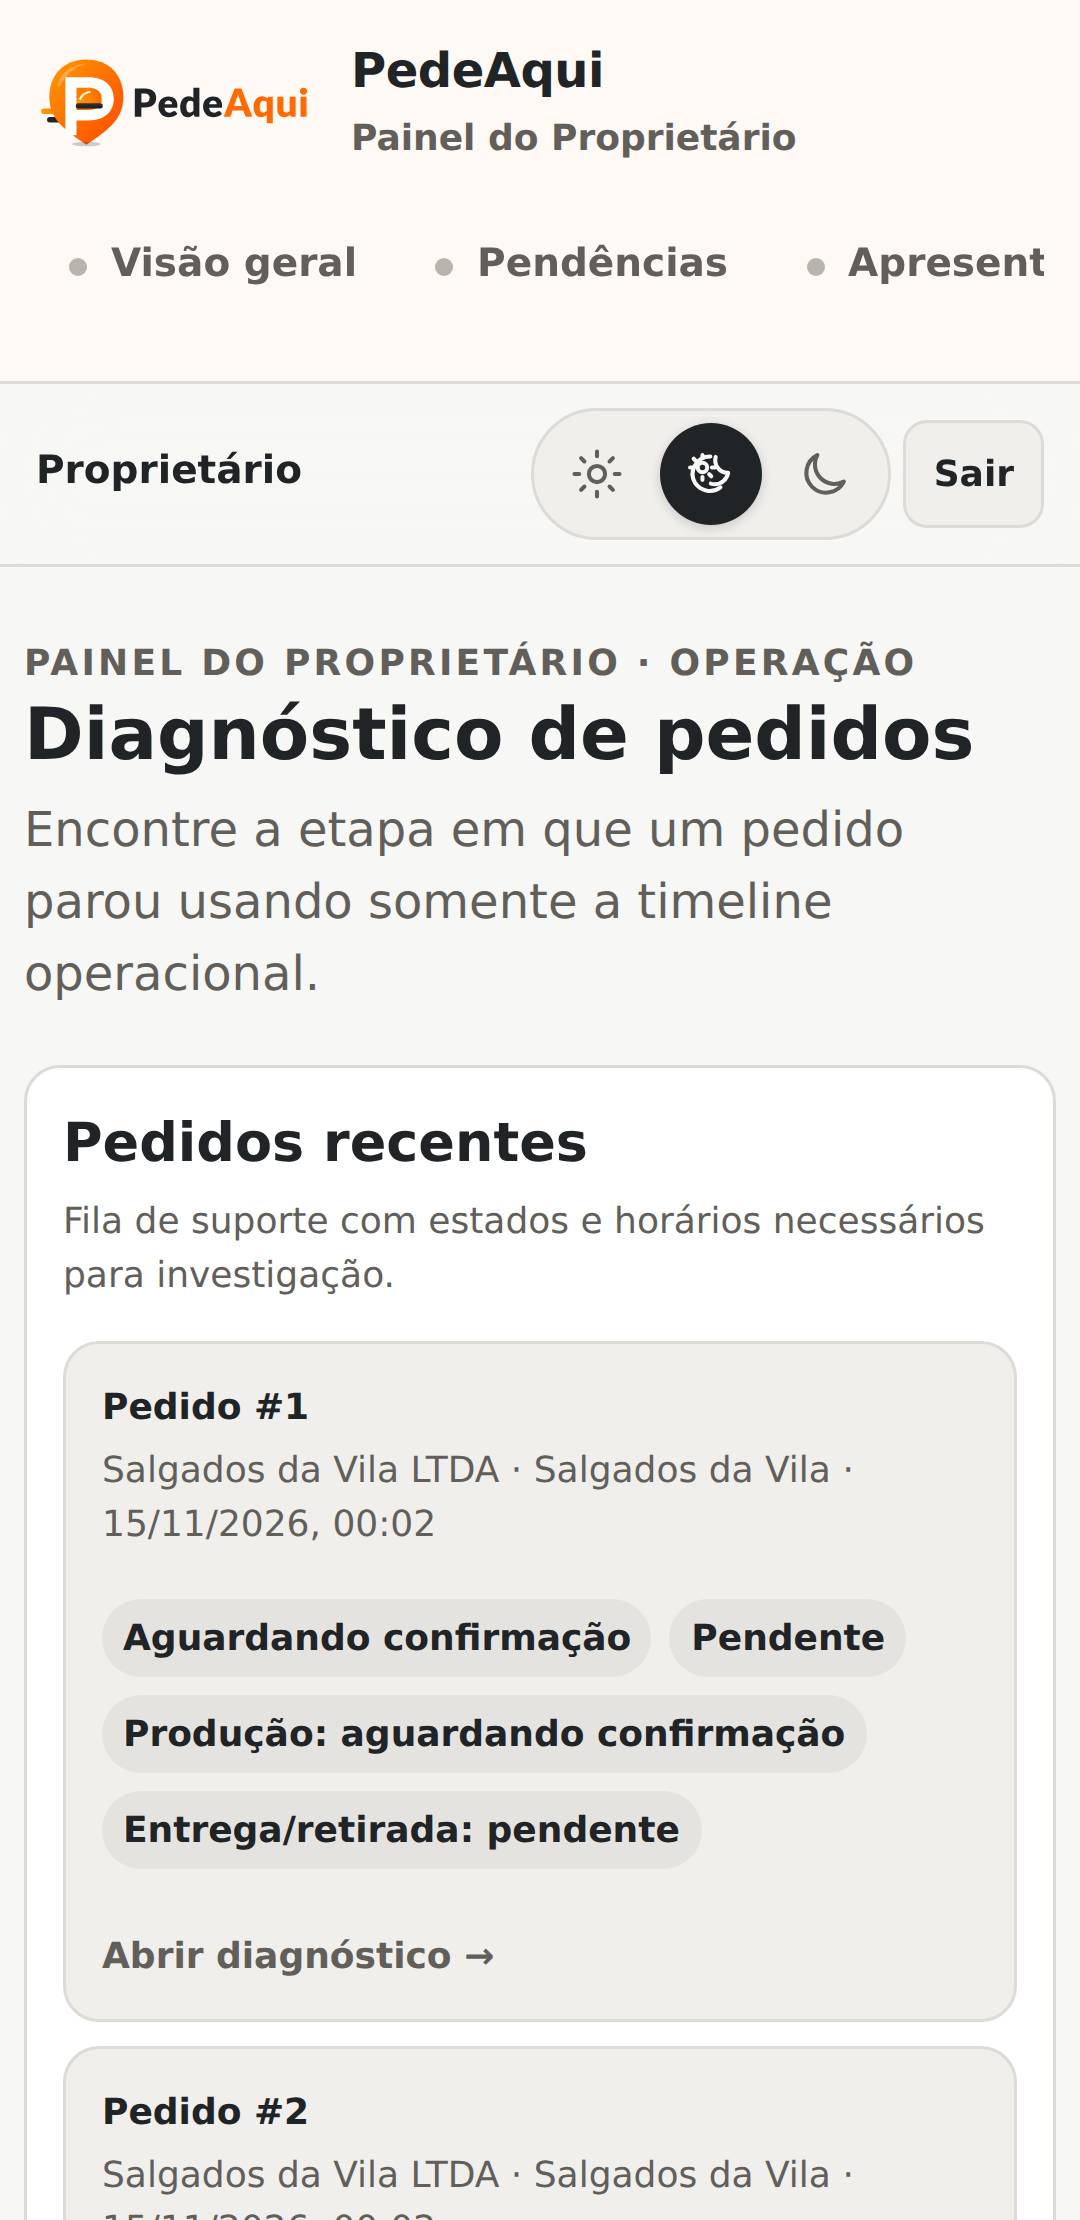 PedeAqui
PedeAqui
Painel do Proprietário
Visão geral
Pendências
Apresent
Proprietário
Sair
PAINEL DO PROPRIETÁRIO · OPERAÇÃO
Diagnóstico de pedidos
Encontre a etapa em que um pedido
parou usando somente a timeline
operacional.
Pedidos recentes
Fila de suporte com estados e horários necessários
para investigação.
Pedido #1
Salgados da Vila LTDA · Salgados da Vila ·
15/11/2026, 00:02
Aguardando confirmação
Pendente
Produção: aguardando confirmação
Entrega/retirada: pendente
Abrir diagnóstico →
Pedido #2
Salgados da Vila LTDA · Salgados da Vila ·